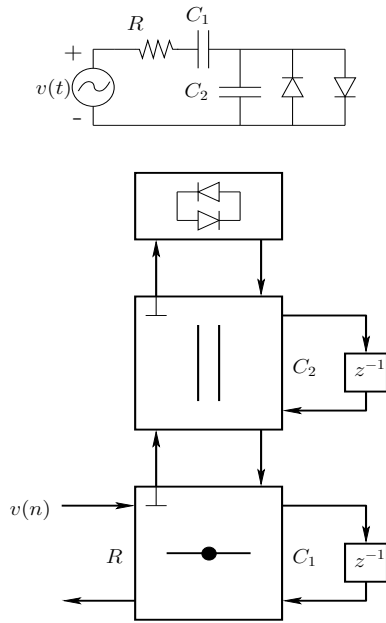 R
C₁
+
v(t)
C₂
-
C₂
z⁻¹
v(n)
R
C₁
z⁻¹